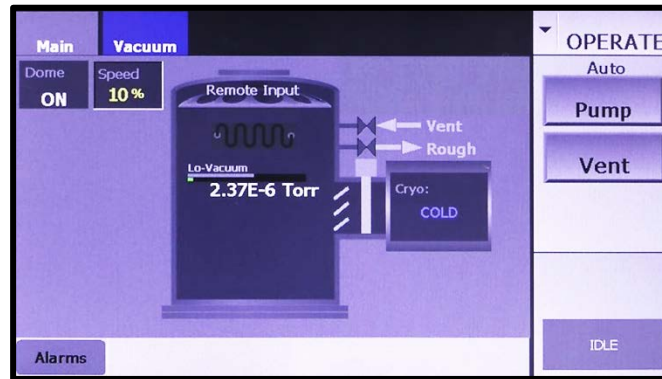 Main
Vacuum
OPERATE
Dome
ON
Speed
10 %
Auto
Pump
Vent
Remote Input
Vent
Rough
Lo-Vacuum
2.37E-6 Torr
Cryo:
COLD
Alarms
IDLE